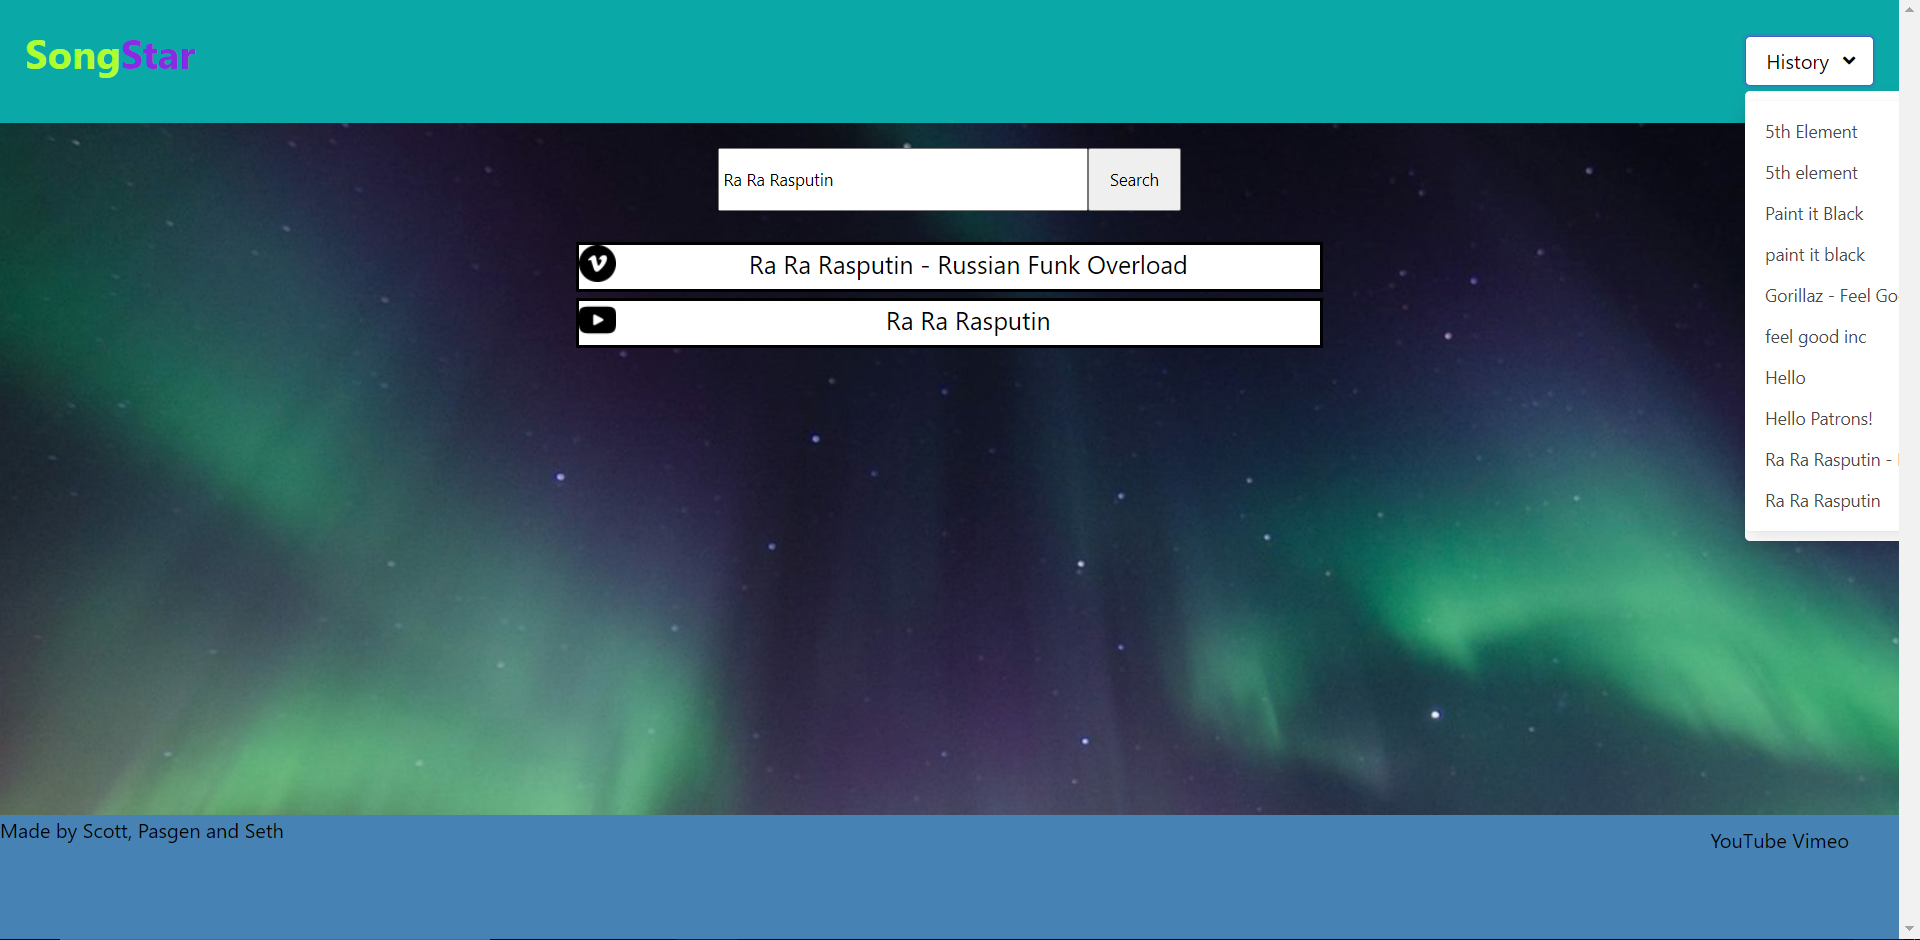 SongStar
History
5th Element
5th element
Paint it Black
paint it black
Gorillaz - Feel Go
feel good inc
Hello
Hello Patrons!
Ra Ra Rasputin -
Ra Ra Rasputin
Ra Ra Rasputin
Search
Ra Ra Rasputin - Russian Funk Overload
Ra Ra Rasputin
Made by Scott, Pasgen and Seth
YouTube Vimeo